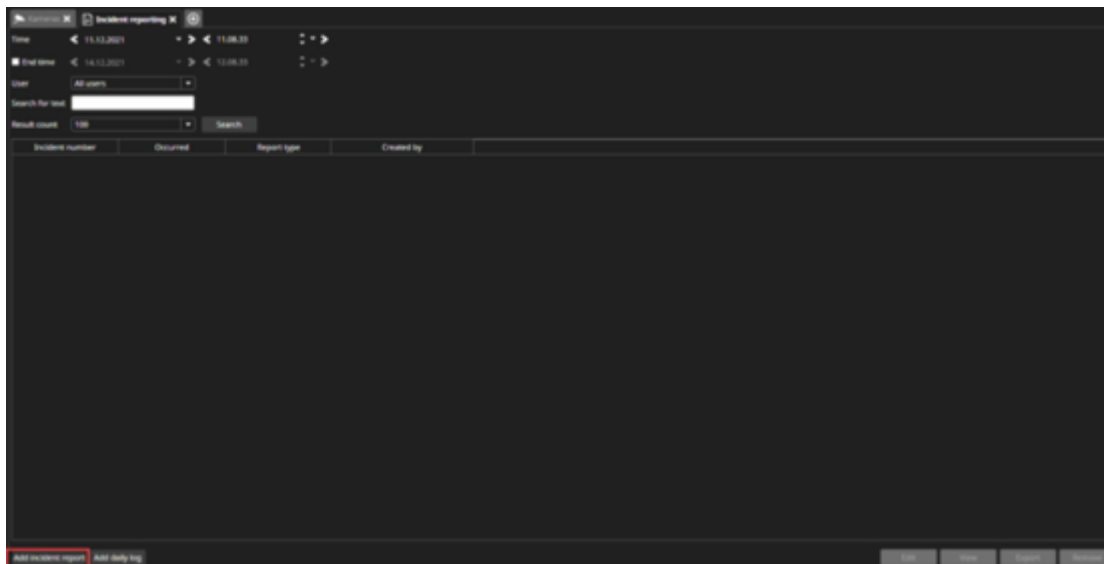 Kameras Incident reporting
Time 11.12.2021 11.08.33
End time 14.12.2021 12.08.33
User All users
Search for text
Result count 100 Search
Incident number Occurred Report type Created by
Add incident report Add daily log Edit View Export Remove